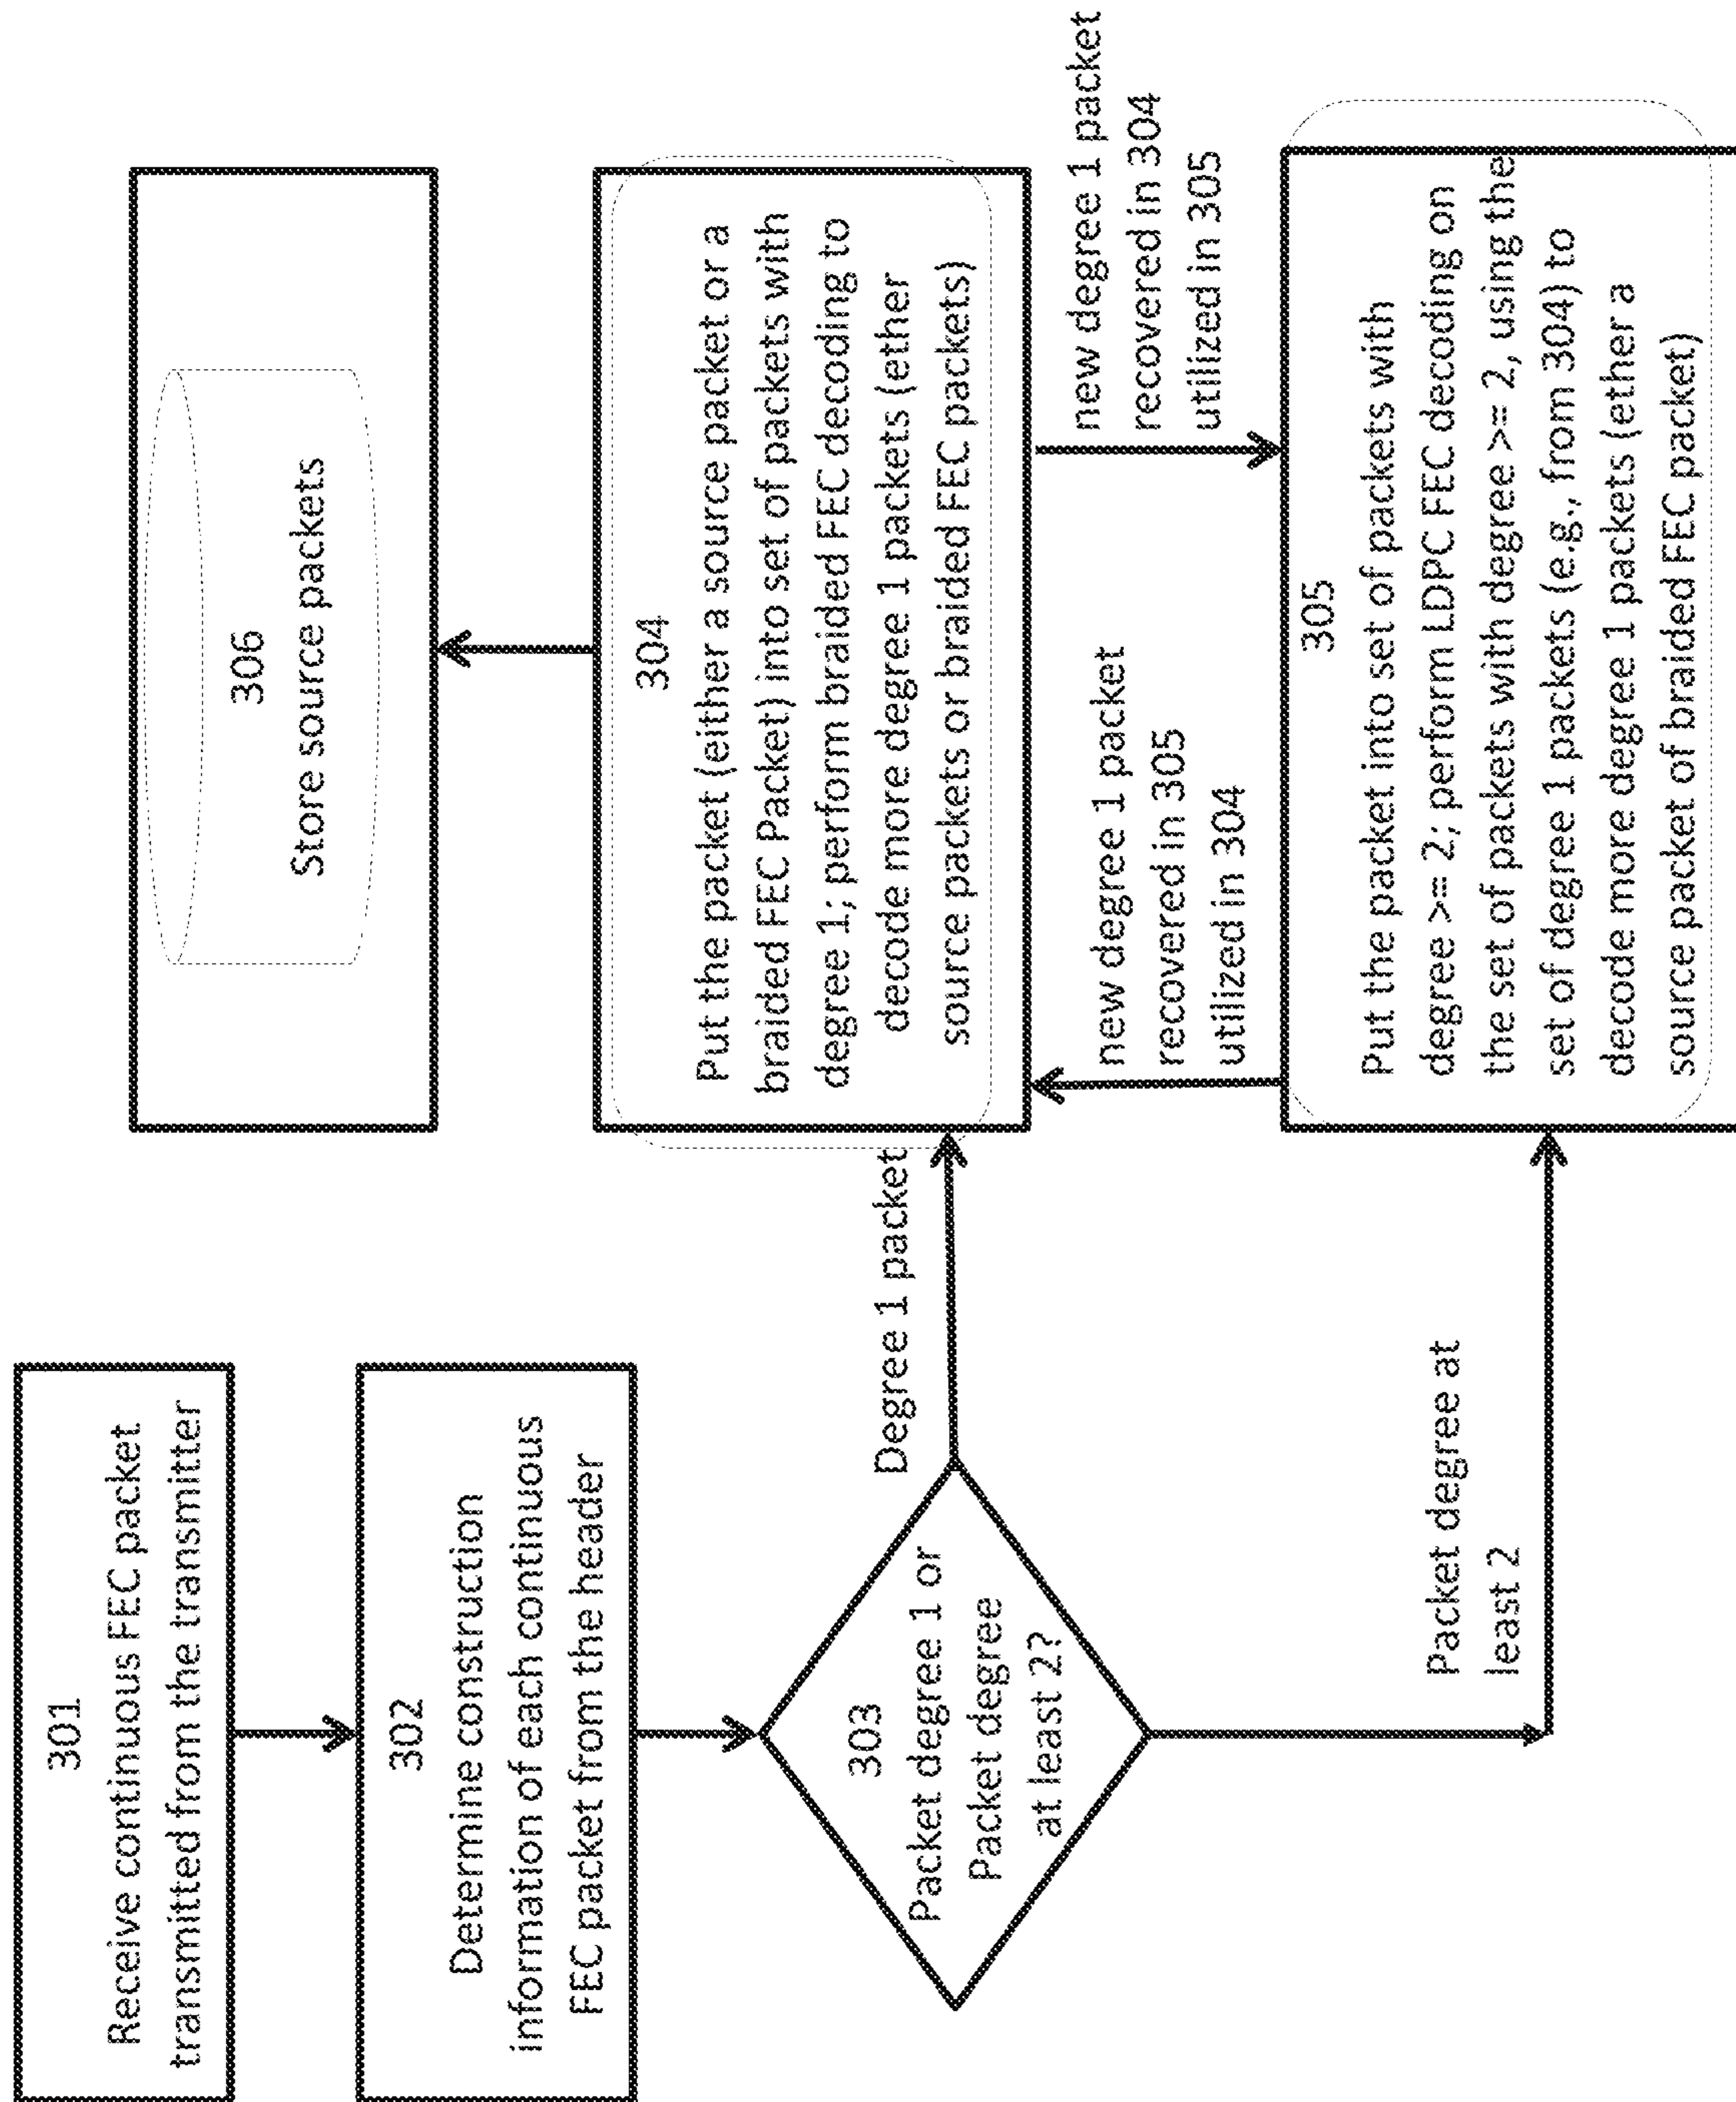 301
Receive continuous FEC packet
transmitted from the transmitter
302
Determine construction
information of each continuous
FEC packet from the header
303
Packet degree 1 or
Packet degree
at least 2?
Degree 1 packet
Packet degree at
least 2
306
Store source packets
304
Put the packet (either a source packet or a
braided FEC Packet) into set of packets with
degree 1; perform braided FEC decoding to
decode more degree 1 packets (ether
source packets or braided FEC packets)
new degree 1 packet
recovered in 305
utilized in 304
new degree 1 packet
recovered in 304
utilized in 305
305
Put the packet into set of packets with
degree >= 2; perform LDPC FEC decoding on
the set of packets with degree >= 2, using the
set of degree 1 packets (e.g., from 304) to
decode more degree 1 packets (ether a
source packet of braided FEC packet)